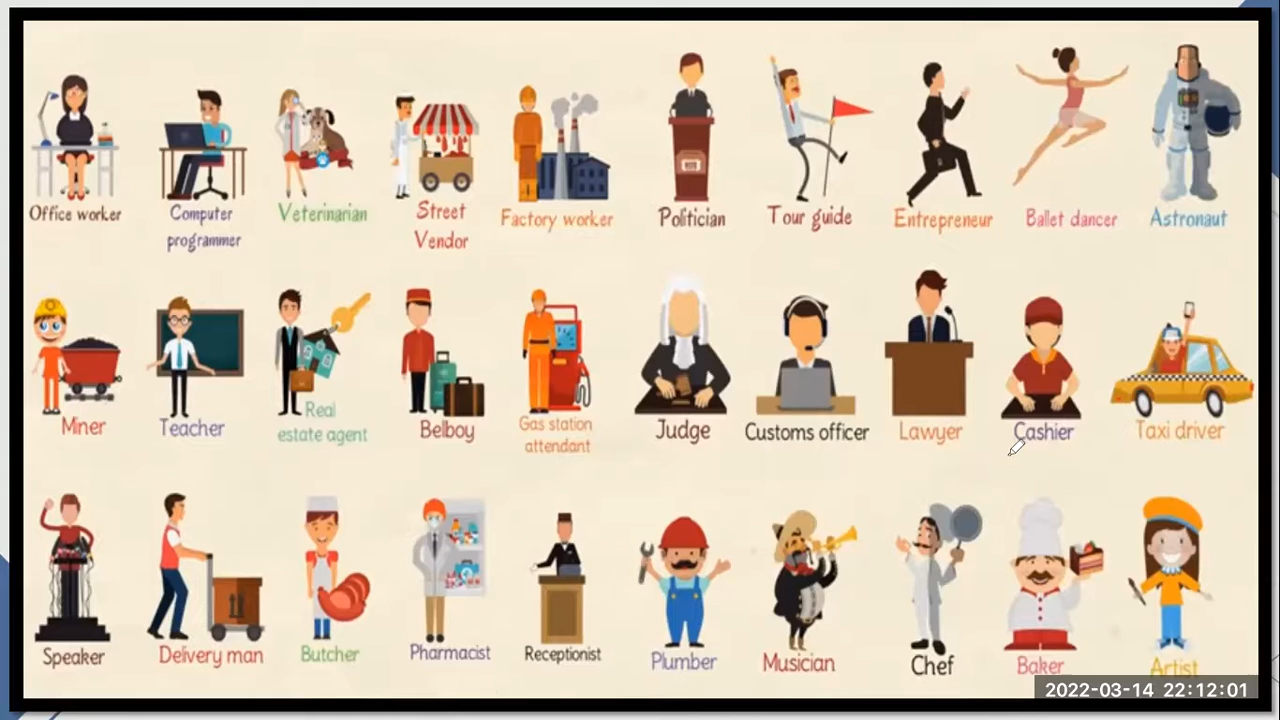 Office worker
Computer
programmer
Veterinarian
Street
Vendor
Factory worker
Politician
Tour guide
Entrepreneur
Ballet dancer
Astronaut
Miner
Teacher
Real
estate agent
Belboy
Gas station
attendant
Judge
Customs officer
Lawyer
Cashier
Taxi driver
Speaker
Delivery man
Butcher
Pharmacist
Receptionist
Plumber
Musician
Chef
Baker
Artist
2022-03-14 22:12:01